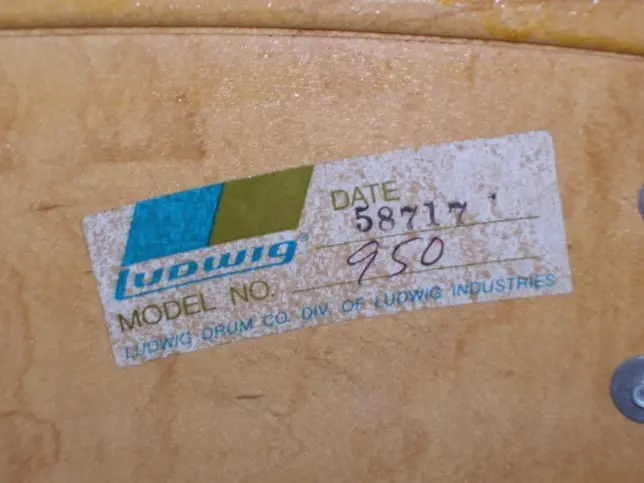 DATE 58717
LUDWIG®
MODEL NO. 950
LUDWIG DRUM CO. DIV. OF LUDWIG INDUSTRIES